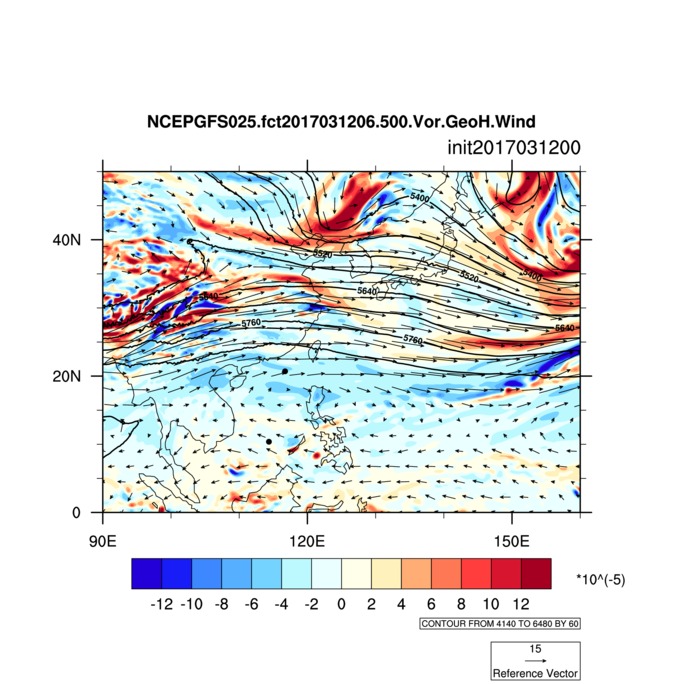 NCEPGFS025.fct2017031206.500.Vor.GeoH.Wind
init2017031200
5400
40N
5520
5520
5400
5640
5640
5760
5640
5760
20N
0
90E 120E 150E
-12 -10 -8 -6 -4 -2 0 2 4 6 8 10 12
*10^(-5)
CONTOUR FROM 4140 TO 6480 BY 60
15
Reference Vector